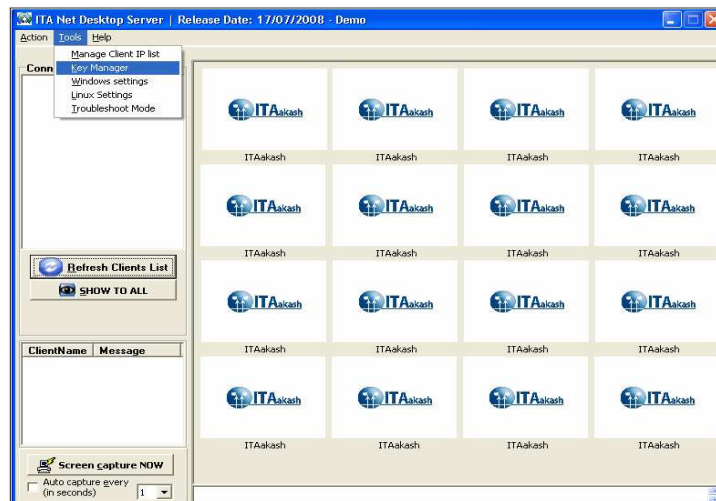 ITA Net Desktop Server | Release Date: 17/07/2008 - Demo
Action Tools Help
Manage Client IP list
Key Manager
Windows settings
Linux Settings
Troubleshoot Mode
Conn
Refresh Clients List
SHOW TO ALL
ClientName Message
Screen capture NOW
Auto capture every
(in seconds) 1
ITAakash ITAakash ITAakash ITAakash
ITAakash ITAakash ITAakash ITAakash
ITAakash ITAakash ITAakash ITAakash
ITAakash ITAakash ITAakash ITAakash
ITAakash ITAakash ITAakash ITAakash
ITAakash ITAakash ITAakash ITAakash
ITAakash ITAakash ITAakash ITAakash
ITAakash ITAakash ITAakash ITAakash